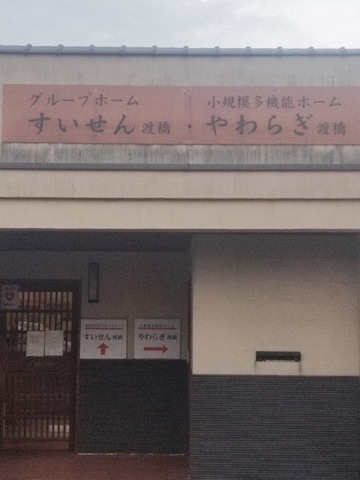 グループホーム
すいせん渡橋
・
小規模多機能ホーム
やわらぎ渡橋
すいせん渡橋
やわらぎ渡橋